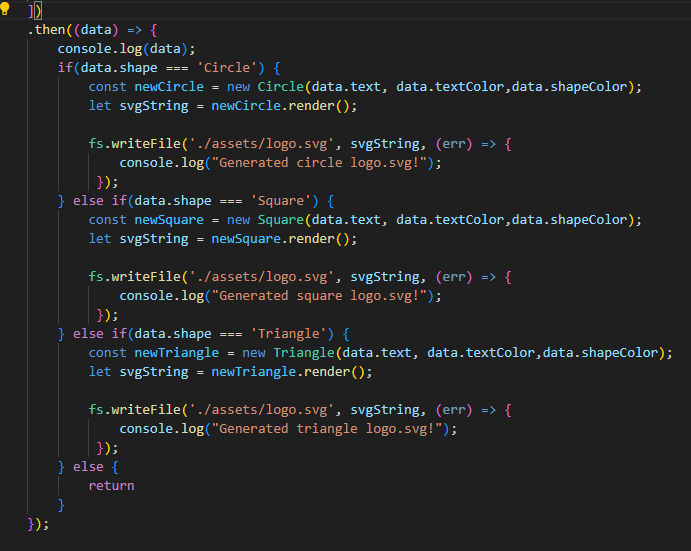 ])
.then((data) => {
    console.log(data);
    if(data.shape === 'Circle') {
        const newCircle = new Circle(data.text, data.textColor,data.shapeColor);
        let svgString = newCircle.render();

        fs.writeFile('./assets/logo.svg', svgString, (err) => {
            console.log("Generated circle logo.svg!");
         });
    } else if(data.shape === 'Square') {
        const newSquare = new Square(data.text, data.textColor,data.shapeColor);
        let svgString = newSquare.render();

        fs.writeFile('./assets/logo.svg', svgString, (err) => {
            console.log("Generated square logo.svg!");
         });
    } else if(data.shape === 'Triangle') {
        const newTriangle = new Triangle(data.text, data.textColor,data.shapeColor);
        let svgString = newTriangle.render();

        fs.writeFile('./assets/logo.svg', svgString, (err) => {
            console.log("Generated triangle logo.svg!");
         });
    } else {
        return
    }
});